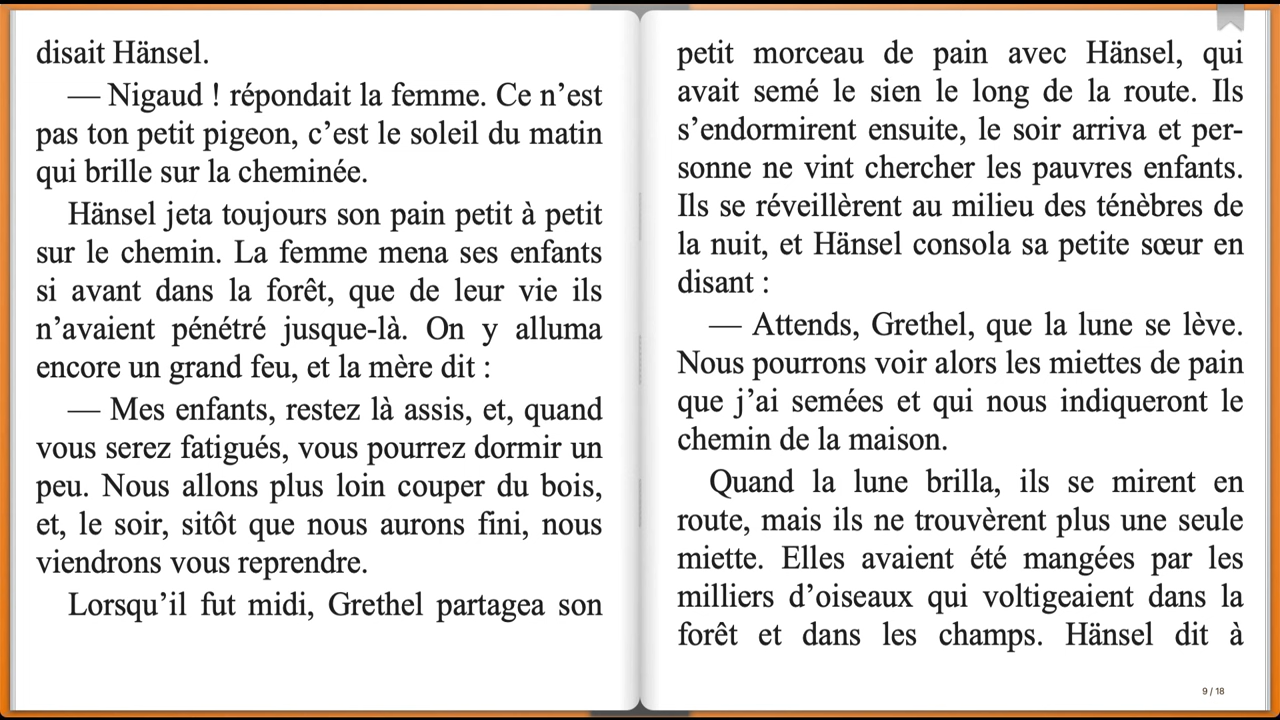 disait Hänsel.
— Nigaud ! répondait la femme. Ce n’est
pas ton petit pigeon, c’est le soleil du matin
qui brille sur la cheminée.
Hänsel jeta toujours son pain petit à petit
sur le chemin. La femme mena ses enfants
si avant dans la forêt, que de leur vie ils
n’avaient pénétré jusque-là. On y alluma
encore un grand feu, et la mère dit :
— Mes enfants, restez là assis, et, quand
vous serez fatigués, vous pourrez dormir un
peu. Nous allons plus loin couper du bois,
et, le soir, sitôt que nous aurons fini, nous
viendrons vous reprendre.
Lorsqu’il fut midi, Grethel partagea son
petit morceau de pain avec Hänsel, qui
avait semé le sien le long de la route. Ils
s’endormirent ensuite, le soir arriva et per-
sonne ne vint chercher les pauvres enfants.
Ils se réveillèrent au milieu des ténèbres de
la nuit, et Hänsel consola sa petite sœur en
disant :
— Attends, Grethel, que la lune se lève.
Nous pourrons voir alors les miettes de pain
que j’ai semées et qui nous indiqueront le
chemin de la maison.
Quand la lune brilla, ils se mirent en
route, mais ils ne trouvèrent plus une seule
miette. Elles avaient été mangées par les
milliers d’oiseaux qui voltigeaient dans la
forêt et dans les champs. Hänsel dit à
9 / 18